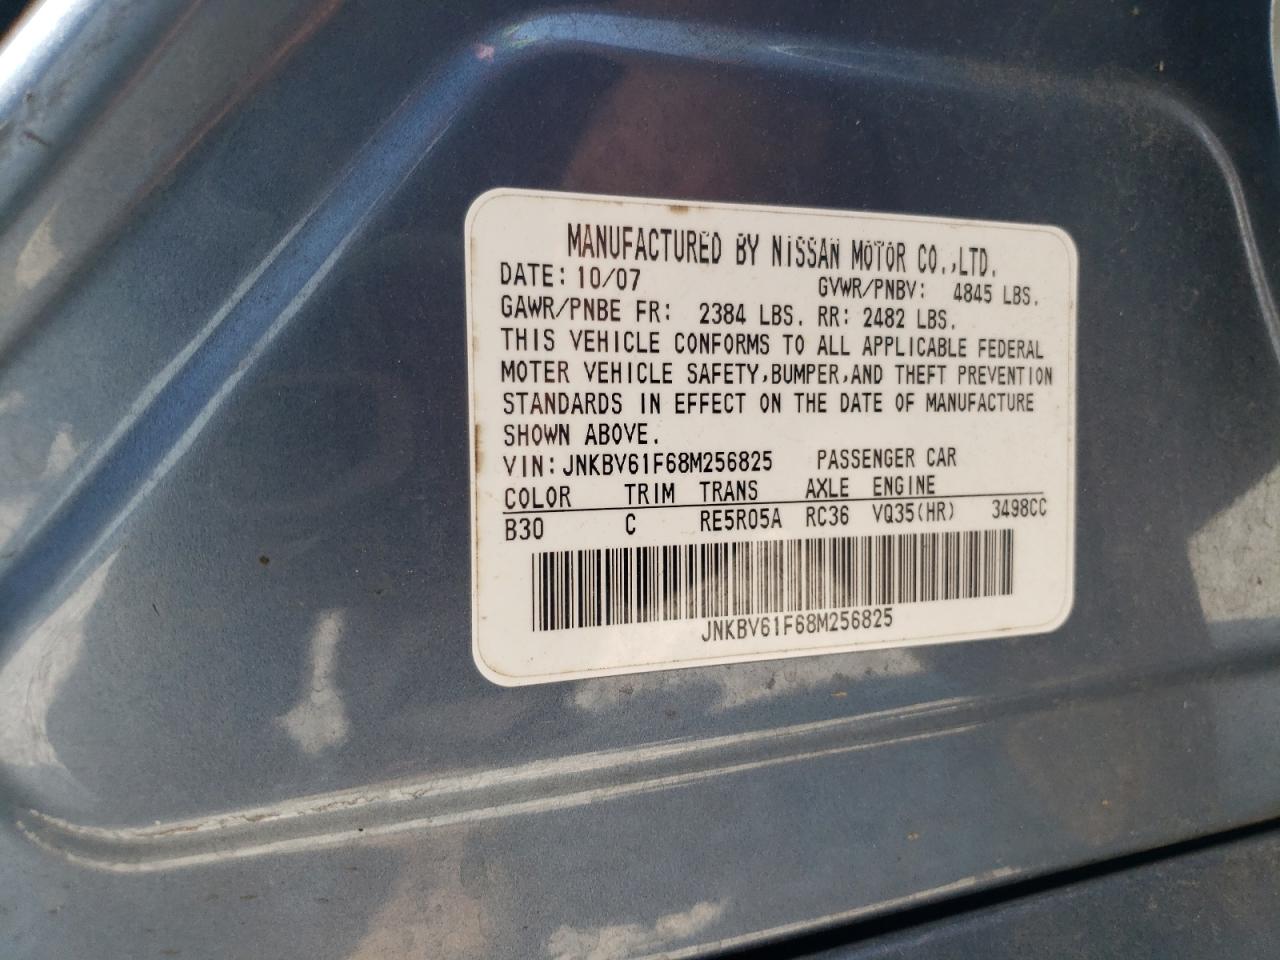 MANUFACTURED BY NISSAN MOTOR CO.,LTD.
DATE: 10/07 GVWR/PNBV: 4845 LBS.
GAWR/PNBE FR: 2384 LBS. RR: 2482 LBS.
THIS VEHICLE CONFORMS TO ALL APPLICABLE FEDERAL
MOTER VEHICLE SAFETY,BUMPER,AND THEFT PREVENTION
STANDARDS IN EFFECT ON THE DATE OF MANUFACTURE
SHOWN ABOVE.
VIN: JNKBV61F68M256825 PASSENGER CAR
COLOR TRIM TRANS AXLE ENGINE
B30 C RE5R05A RC36 VQ35(HR) 3498CC
JNKBV61F68M256825